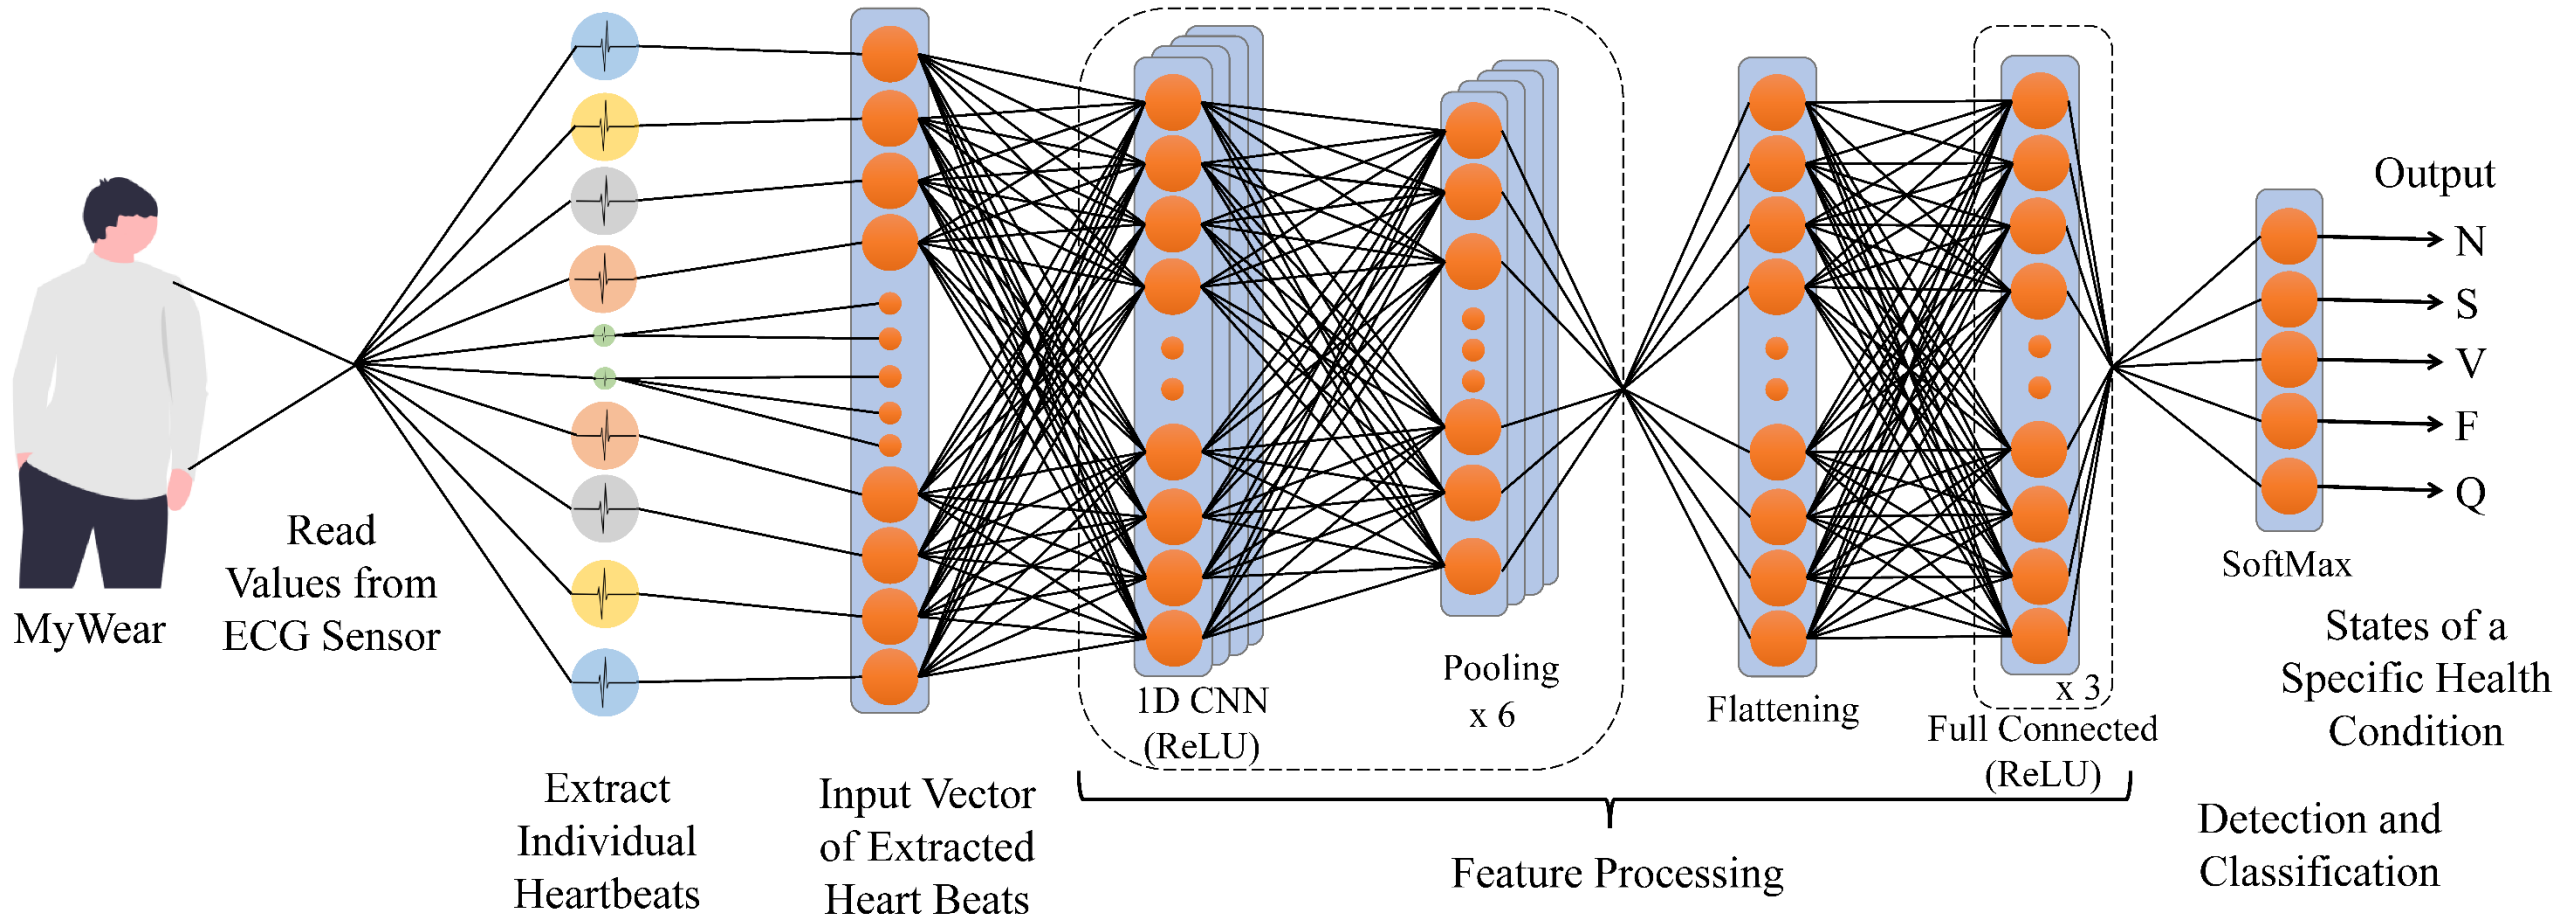 MyWear
Read
Values from
ECG Sensor
Extract
Individual
Heartbeats
Input Vector
of Extracted
Heart Beats
1D CNN
(ReLU)
Pooling
x 6
Flattening
x 3
Full Connected
(ReLU)
Feature Processing
SoftMax
Output
N
S
V
F
Q
States of a
Specific Health
Condition
Detection and
Classification